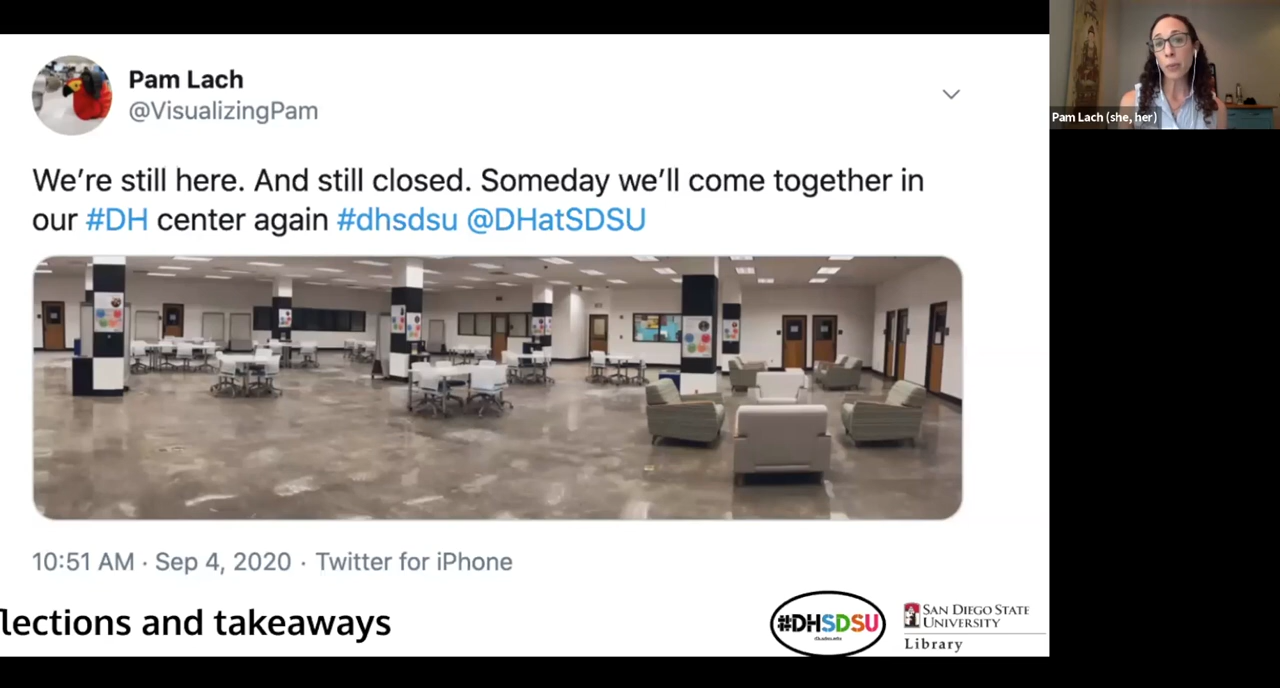 Pam Lach
@VisualizingPam
We're still here. And still closed. Someday we'll come together in
our #DH center again #dhsdsu @DHatSDSU
10:51 AM · Sep 4, 2020 · Twitter for iPhone
lections and takeaways
#DHSDSU
SAN DIEGO STATE
UNIVERSITY
Library
Pam Lach (she, her)